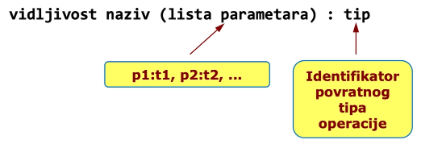 vidljivost naziv (lista parametara) : tip
p1:t1, p2:t2, ...
Identifikator
povratnog
tipa
operacije